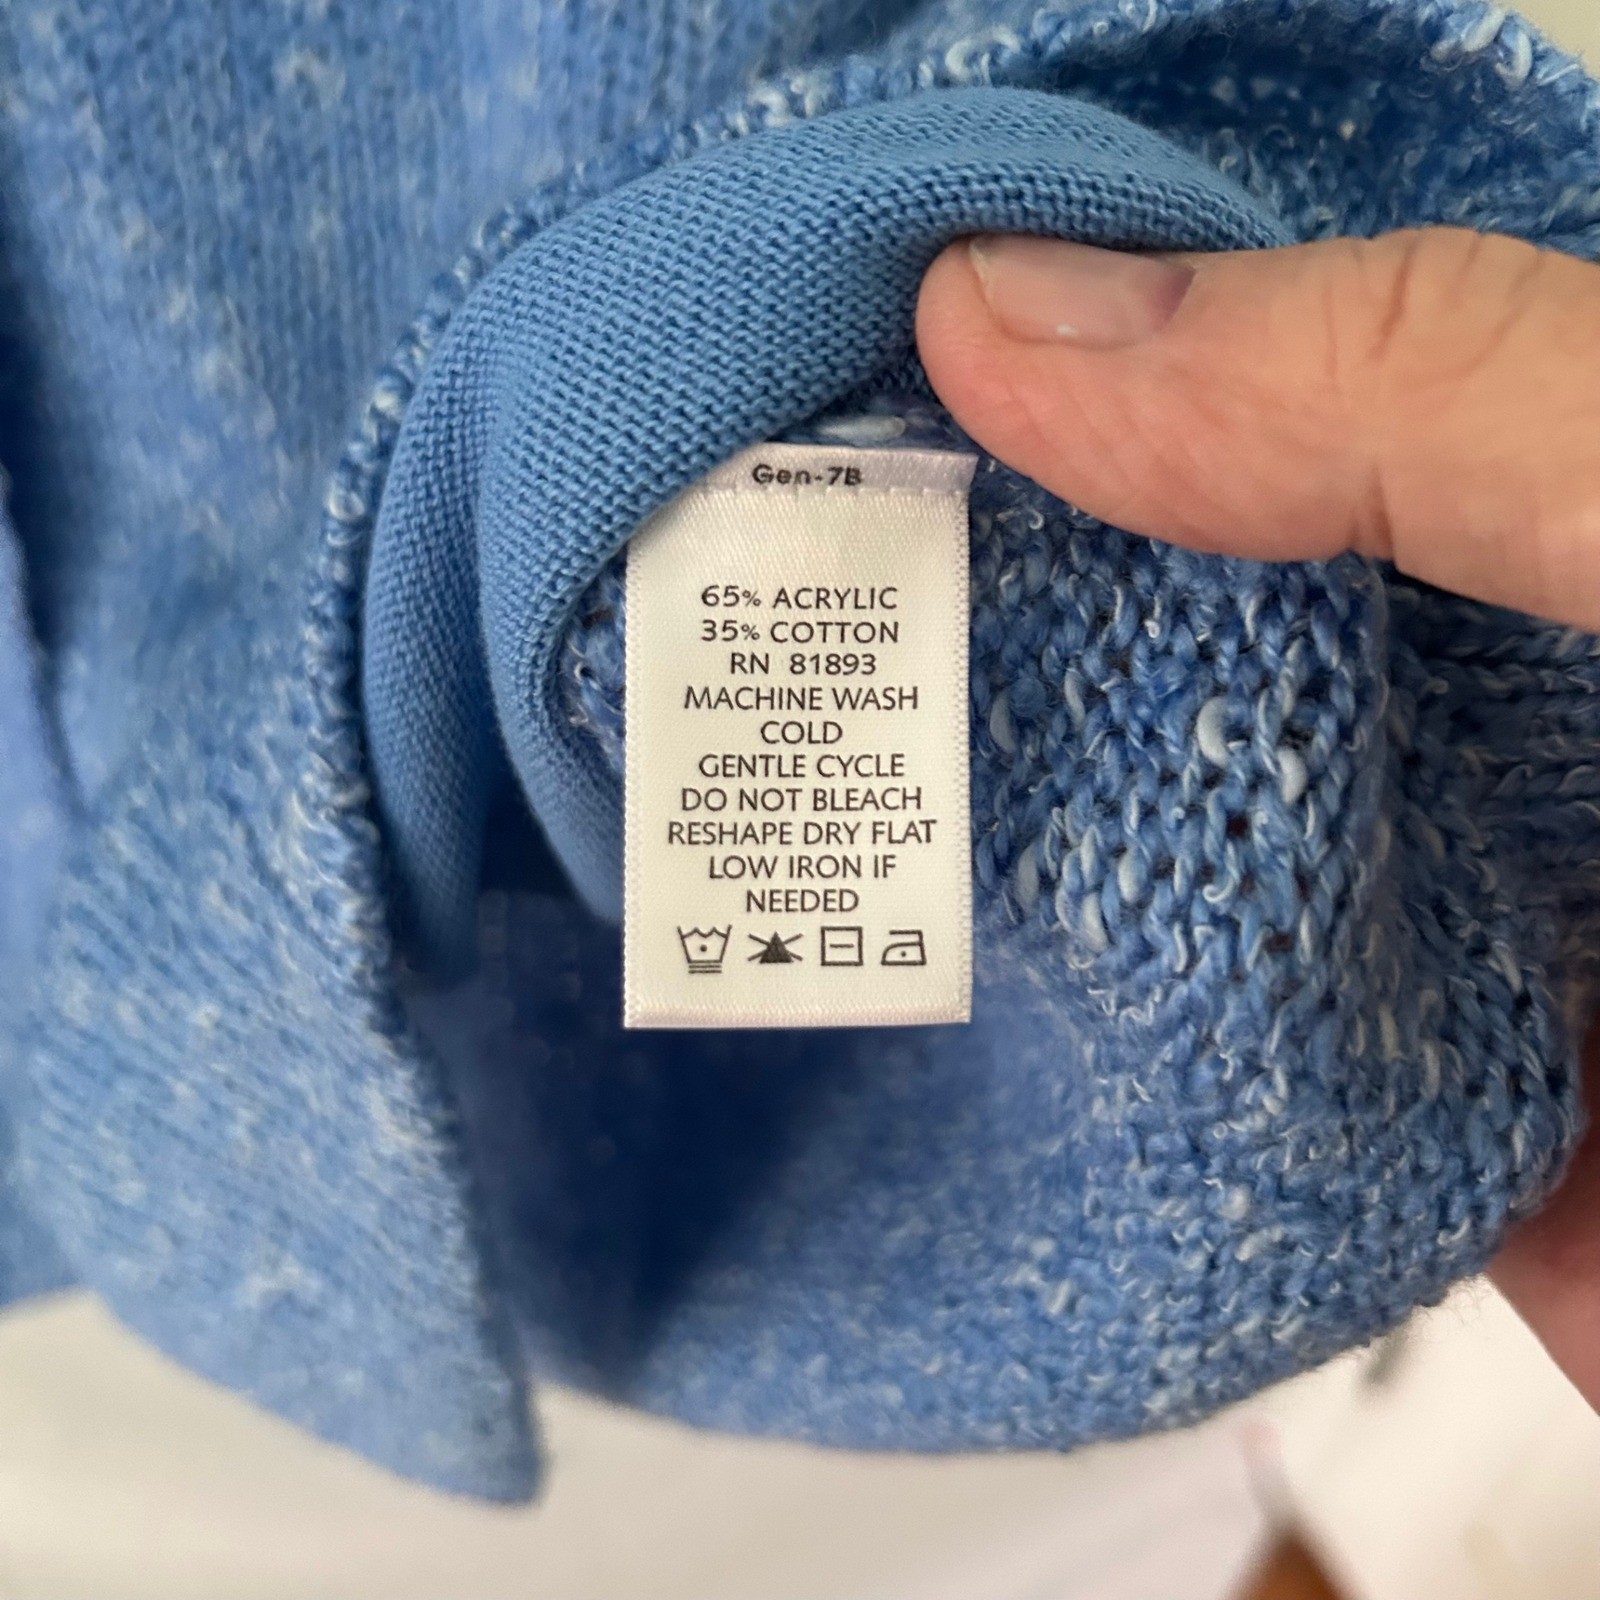 Gen-7B
65% ACRYLIC
35% COTTON
RN 81893
MACHINE WASH
COLD
GENTLE CYCLE
DO NOT BLEACH
RESHAPE DRY FLAT
LOW IRON IF
NEEDED